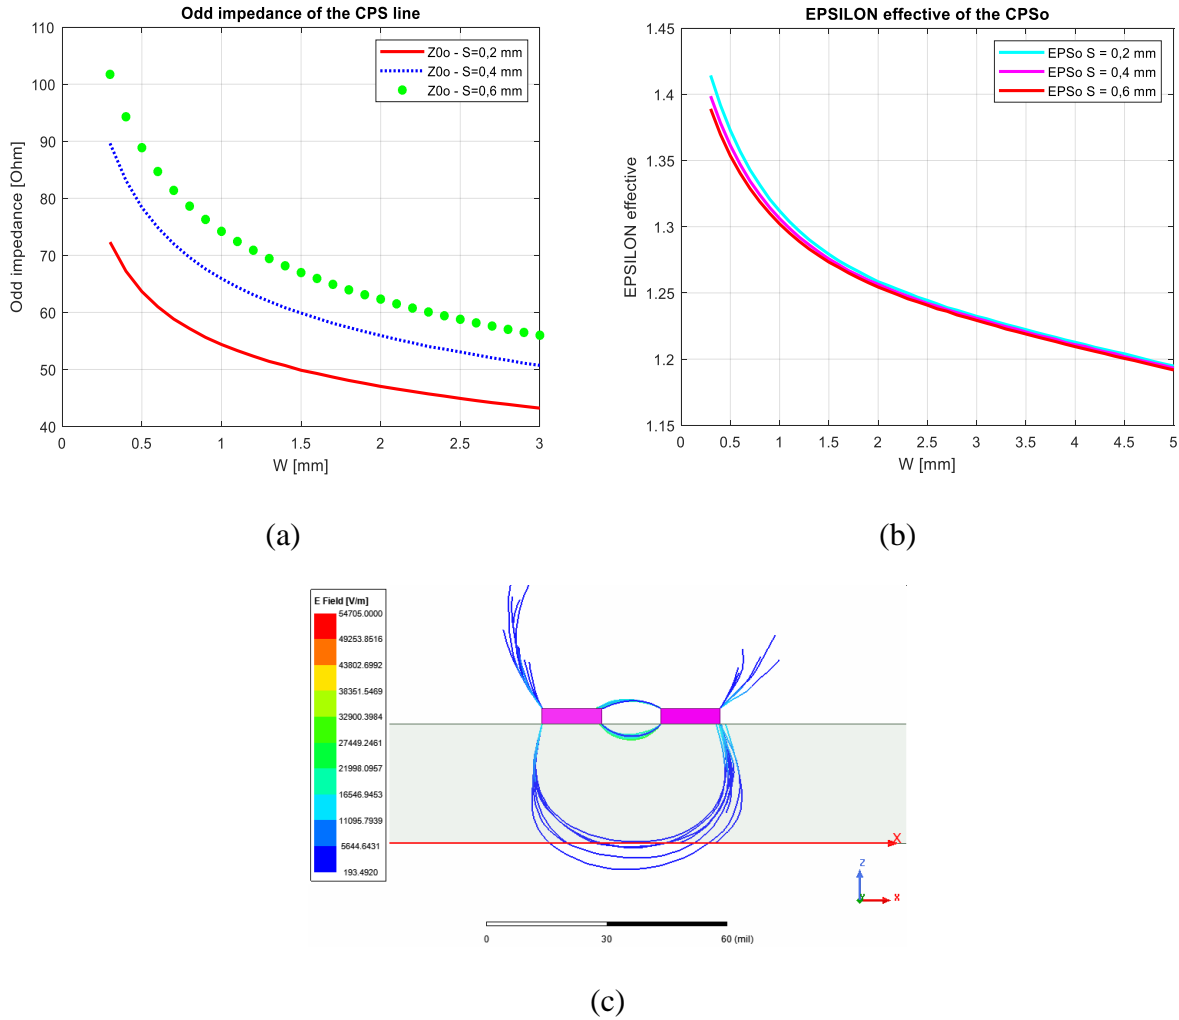 Odd impedance of the CPS line
110
100
90
80
70
60
50
40
Odd impedance [Ohm]
0 0.5 1 1.5 2 2.5 3
W [mm]
Z0o - S=0,2 mm
Z0o - S=0,4 mm
Z0o - S=0,6 mm
(a)
EPSILON effective of the CPSo
1.45
1.4
1.35
1.3
1.25
1.2
1.15
EPSILON effective
0 0.5 1 1.5 2 2.5 3 3.5 4 4.5 5
W [mm]
EPSo S = 0,2 mm
EPSo S = 0,4 mm
EPSo S = 0,6 mm
(b)
E Field [V/m]
54705.0000
49253.8516
43802.6992
38351.5469
32900.3984
27449.2461
21998.0957
16546.9453
11095.7939
5644.6431
193.4920
X
Z
Y
X
0 30 60 (mil)
(c)